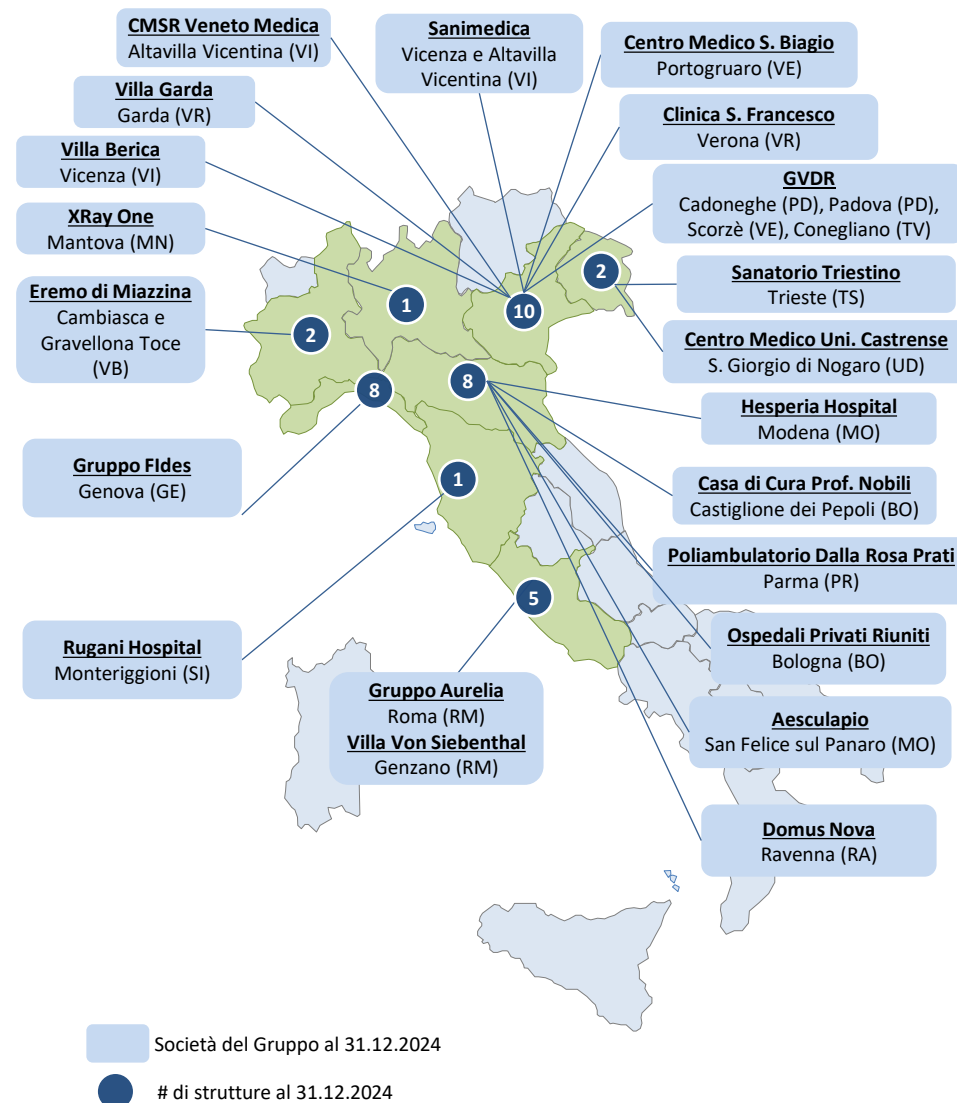 CMSR Veneto Medica
Altavilla Vicentina (VI)
Sanimedica
Vicenza e Altavilla
Vicentina (VI)
Centro Medico S. Biagio
Portogruaro (VE)
Villa Garda
Garda (VR)
Clinica S. Francesco
Verona (VR)
Villa Berica
Vicenza (VI)
GVDR
Cadoneghe (PD), Padova (PD),
Scorzè (VE), Conegliano (TV)
XRay One
Mantova (MN)
Sanatorio Triestino
Trieste (TS)
Eremo di Miazzina
Cambiasca e
Gravellona Toce
(VB)
Centro Medico Uni. Castrense
S. Giorgio di Nogaro (UD)
2
1
10
2
8
8
1
5
Hesperia Hospital
Modena (MO)
Gruppo FIdes
Genova (GE)
Casa di Cura Prof. Nobili
Castiglione dei Pepoli (BO)
Poliambulatorio Dalla Rosa Prati
Parma (PR)
Rugani Hospital
Monteriggioni (SI)
Ospedali Privati Riuniti
Bologna (BO)
Gruppo Aurelia
Roma (RM)
Villa Von Siebenthal
Genzano (RM)
Aesculapio
San Felice sul Panaro (MO)
Domus Nova
Ravenna (RA)
Società del Gruppo al 31.12.2024
# di strutture al 31.12.2024